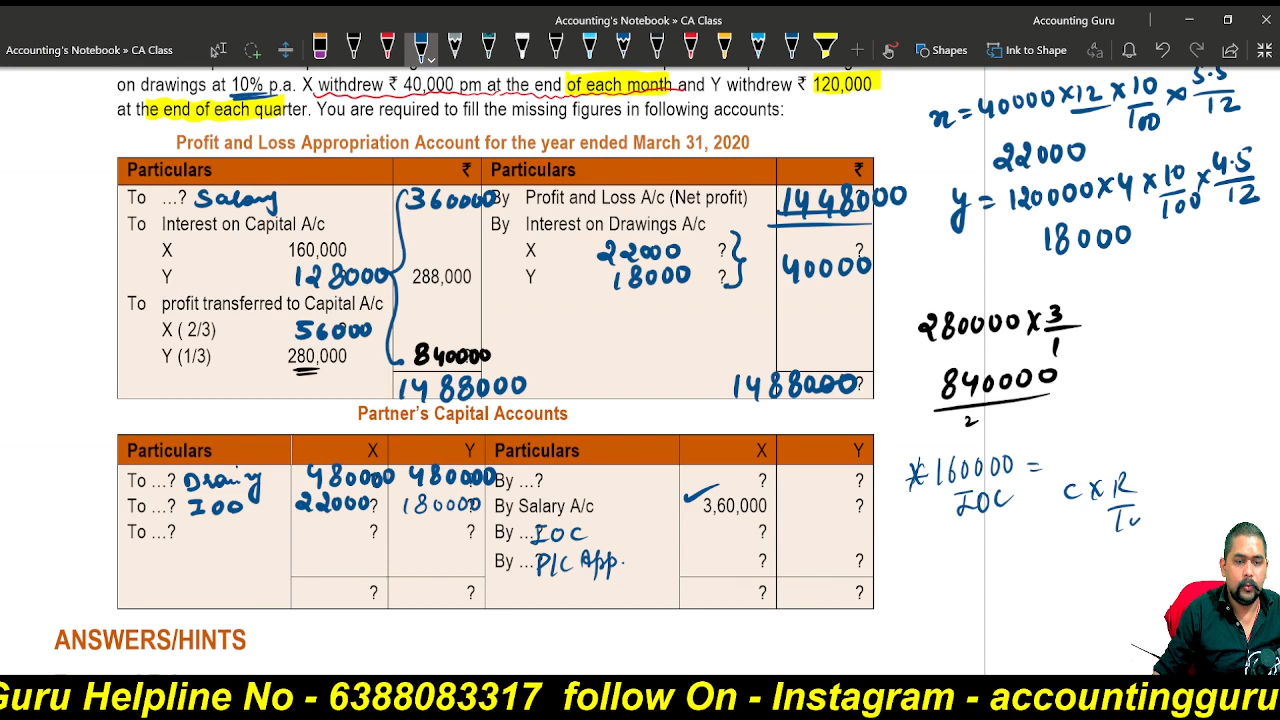 Accounting's Notebook » CA Class
Accounting Guru
Accounting's Notebook » CA Class
Shapes
Ink to Shape
on drawings at 10% p.a. X withdrew ₹ 40,000 pm at the end of each month and Y withdrew ₹ 120,000
at the end of each quarter. You are required to fill the missing figures in following accounts:
Profit and Loss Appropriation Account for the year ended March 31, 2020
Particulars ₹ Particulars ₹
To ...? Salary 360000 By Profit and Loss A/c (Net profit) 1448000
To Interest on Capital A/c By Interest on Drawings A/c
X 160,000 X 22000 ? ?
Y 128000 288,000 Y 18000 ? 40000
To profit transferred to Capital A/c
X ( 2/3) 56000
Y (1/3) 280,000 840000
1488000 1488000 ?
Partner's Capital Accounts
Particulars X Y Particulars X Y
To ...? Drawing 480000 480000 By ...? ? ?
To ...? IOD 22000 ? 180000 ? By Salary A/c 3,60,000 ?
To ...? ? ? By ... IOC ? ?
By ...? P/L App. ? ?
? ? ? ?
ANSWERS/HINTS
x = 40000 × 12 × 10/100 × 5.5/12
22000
y = 120000 × 4 × 10/100 × 4.5/12
18000
280000 × 3/1
840000
2
160000 =
IOC
C × R
Guru Helpline No - 6388083317 follow On - Instagram - accountingguru